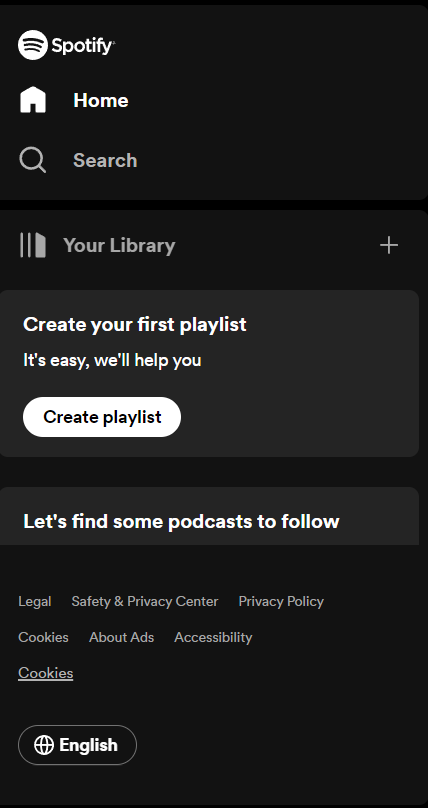 Spotify
Home
Search
Your Library
Create your first playlist
It's easy, we'll help you
Create playlist
Let's find some podcasts to follow
Legal Safety & Privacy Center Privacy Policy
Cookies About Ads Accessibility
Cookies
English